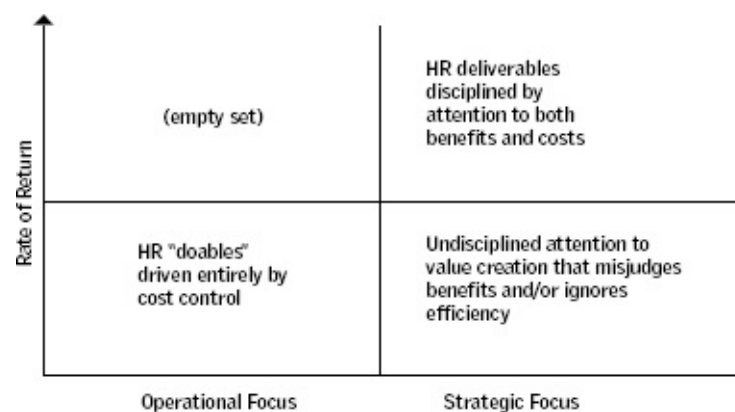 Rate of Return
(empty set)
HR deliverables
disciplined by
attention to both
benefits and costs
HR "doables"
driven entirely by
cost control
Undisciplined attention to
value creation that misjudges
benefits and/or ignores
efficiency
Operational Focus
Strategic Focus